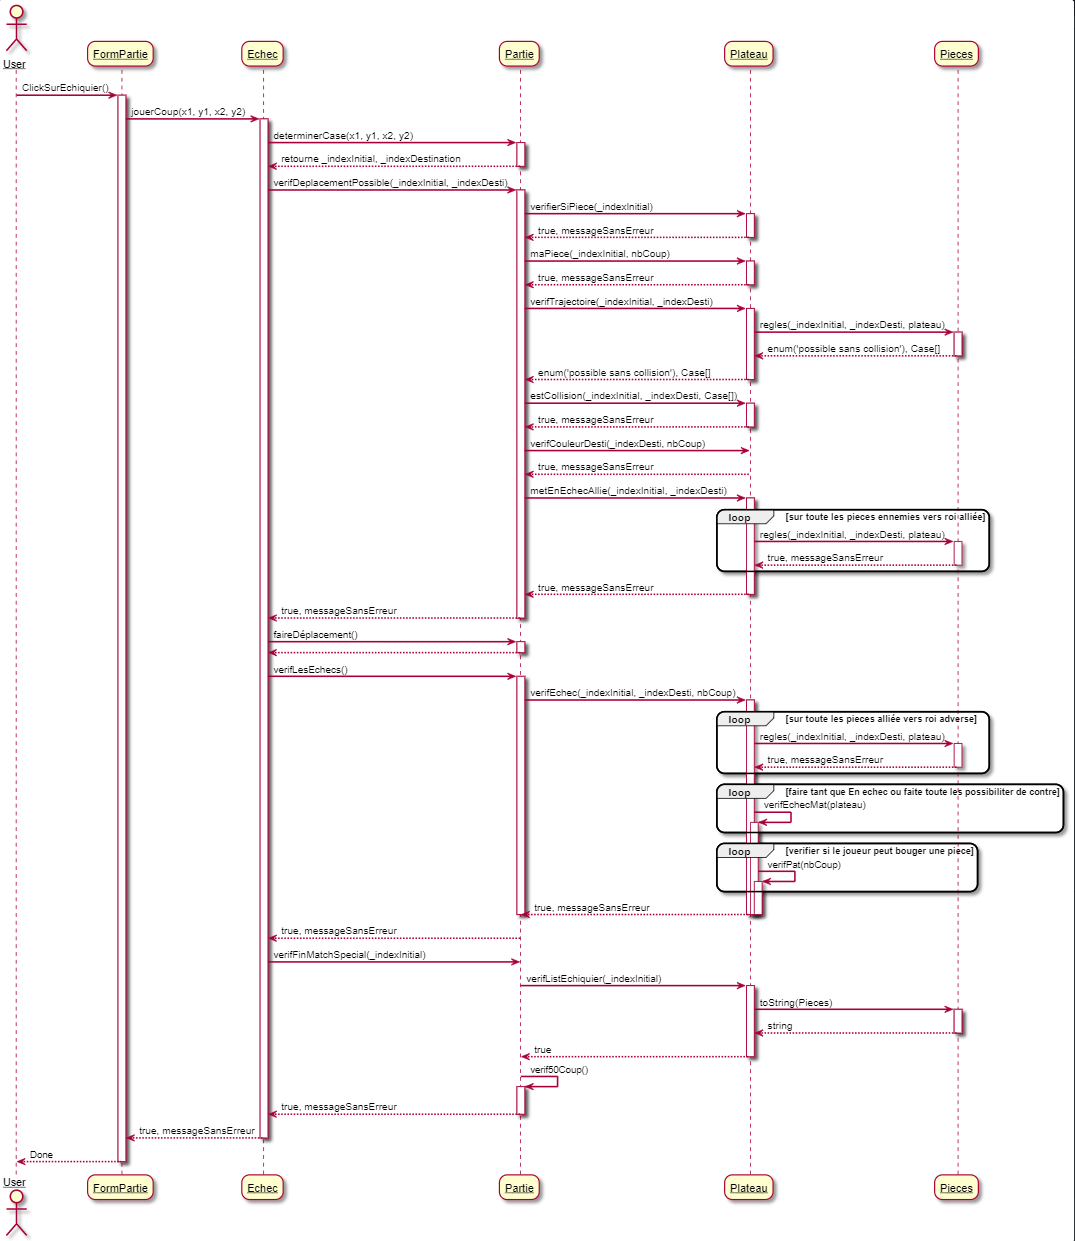 User
FormPartie
Echec
Partie
Plateau
Pieces
ClickSurEchiquier()
jouerCoup(x1, y1, x2, y2)
determinerCase(x1, y1, x2, y2)
retourne _indexInitial, _indexDestination
verifDeplacementPossible(_indexInitial, _indexDesti)
verifierSiPiece(_indexInitial)
true, messageSansErreur
maPiece(_indexInitial, nbCoup)
true, messageSansErreur
verifTrajectoire(_indexInitial, _indexDesti)
regles(_indexInitial, _indexDesti, plateau)
enum('possible sans collision'), Case[]
enum('possible sans collision'), Case[]
estCollision(_indexInitial, _indexDesti, Case[])
true, messageSansErreur
verifCouleurDesti(_indexDesti, nbCoup)
true, messageSansErreur
metEnEchecAllie(_indexInitial, _indexDesti)
loop [sur toute les pieces ennemies vers roi alliée]
regles(_indexInitial, _indexDesti, plateau)
true, messageSansErreur
true, messageSansErreur
true, messageSansErreur
faireDéplacement()
verifLesEchecs()
verifEchec(_indexInitial, _indexDesti, nbCoup)
loop [sur toute les pieces alliée vers roi adverse]
regles(_indexInitial, _indexDesti, plateau)
true, messageSansErreur
loop [faire tant que En echec ou faite toute les possibiliter de contre]
verifEchecMat(plateau)
loop [verifier si le joueur peut bouger une piece]
verifPat(nbCoup)
true, messageSansErreur
true, messageSansErreur
verifFinMatchSpecial(_indexInitial)
verifListEchiquier(_indexInitial)
toString(Pieces)
string
true
verif50Coup()
true, messageSansErreur
true, messageSansErreur
Done
User
FormPartie
Echec
Partie
Plateau
Pieces